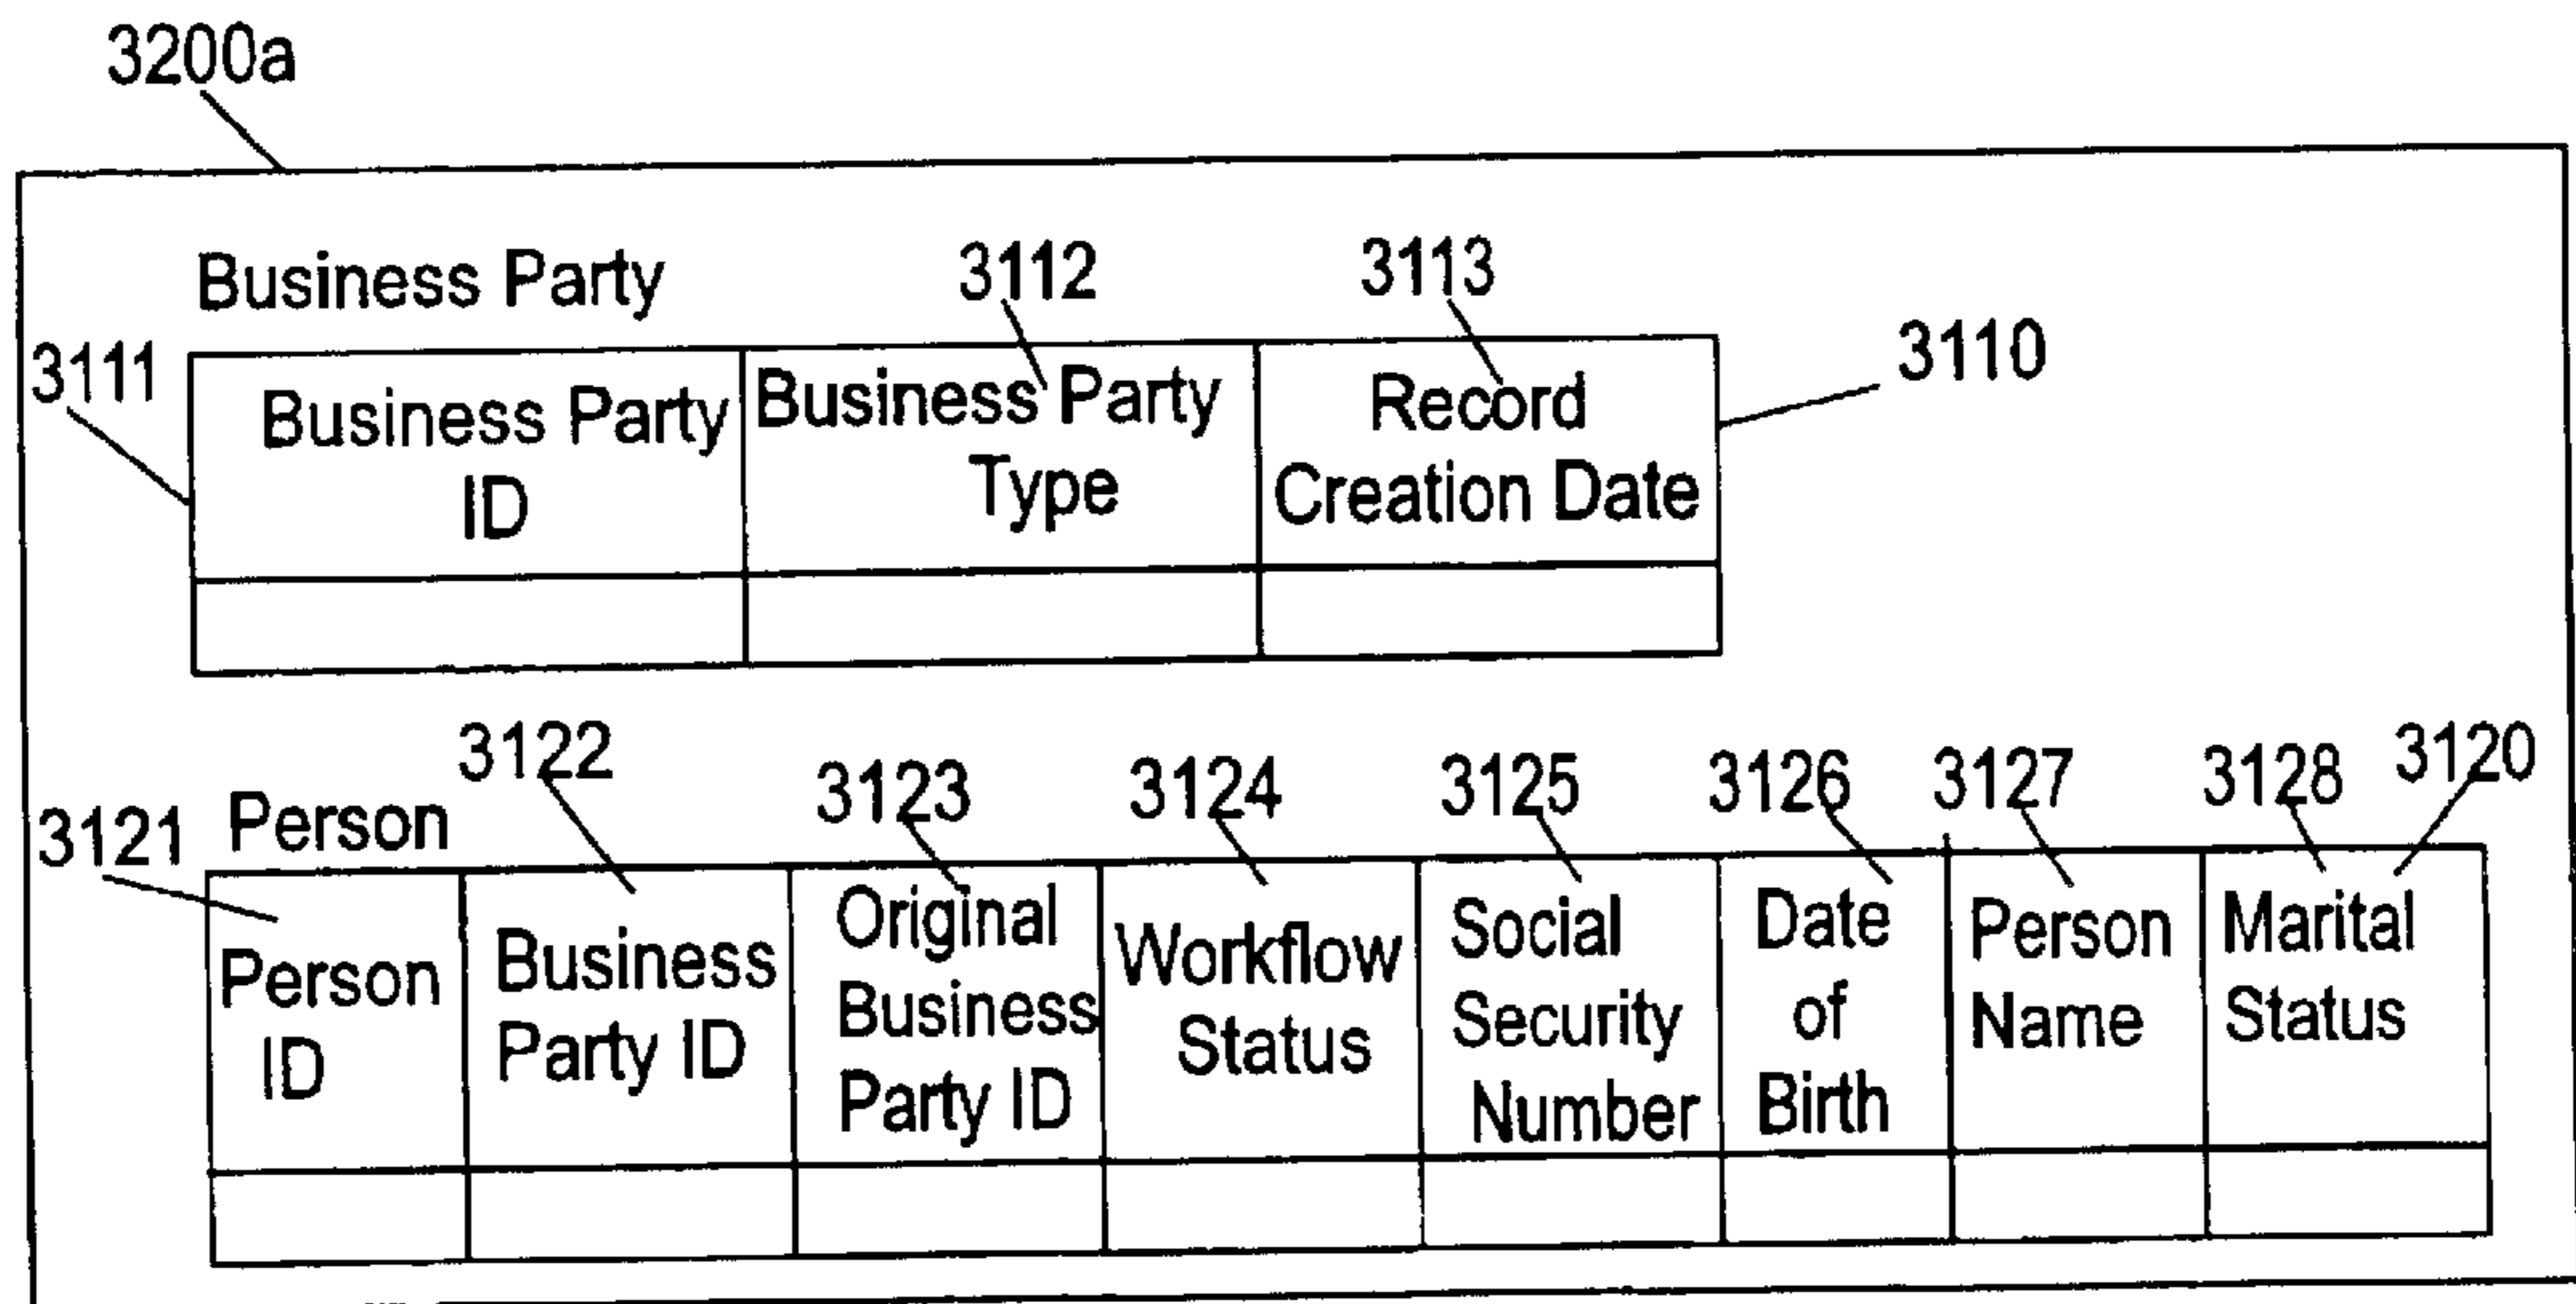 3200a
Business Party
3112
3113
3111
3110
Business Party
ID
Business Party
Type
Record
Creation Date
3121
Person
3122
3123
3124
3125
3126
3127
3128
3120
Person
ID
Business
Party ID
Original
Business
Party ID
Workflow
Status
Social
Security
Number
Date
of
Birth
Person
Name
Marital
Status